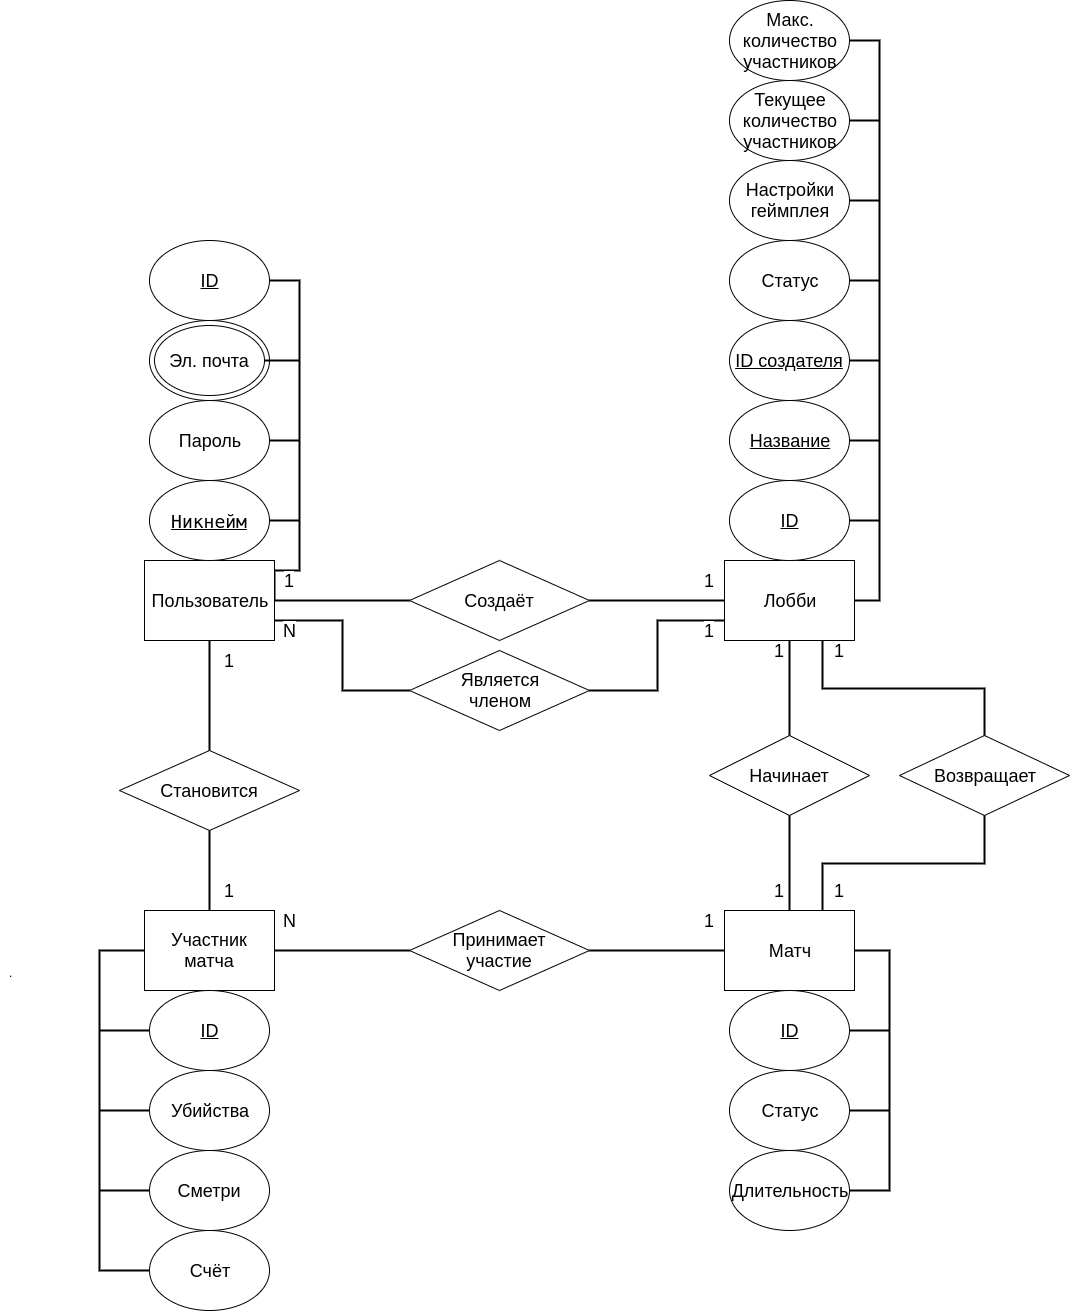 Макс.
количество
участников
Текущее
количество
участников
Настройки
геймплея
Статус
ID создателя
Название
ID
ID
Эл. почта
Пароль
Никнейм
Пользователь
1
Создаёт
1
Лобби
N
Является
членом
1
1
Становится
1
1
1
Начинает
Возвращает
1
1
Участник
матча
N
Принимает
участие
1
Матч
.
ID
Убийства
Сметри
Счёт
ID
Статус
Длительность